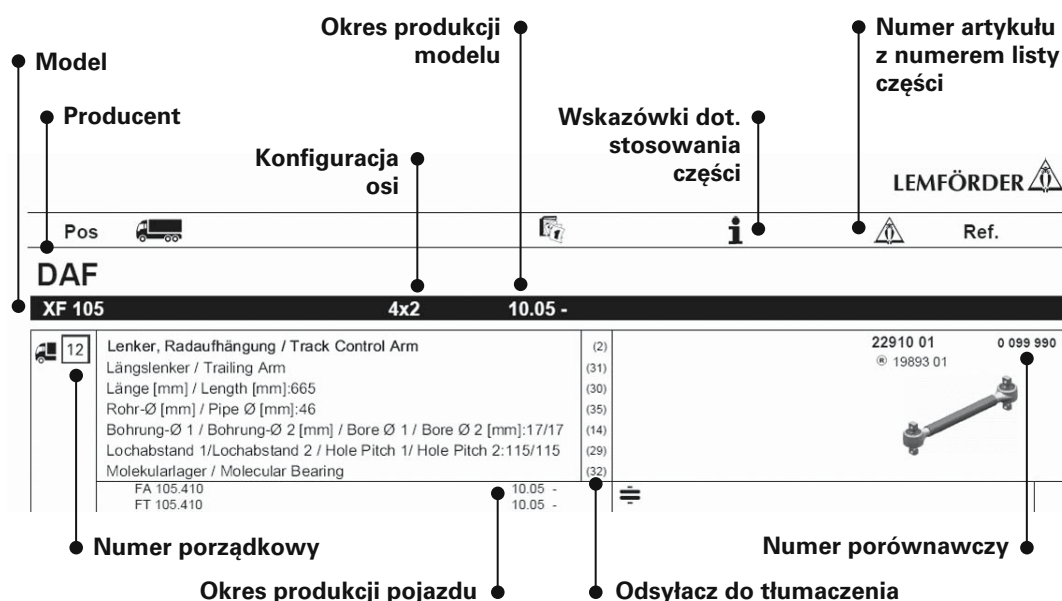 Okres produkcji
modelu
Numer artykułu
z numerem listy
części
Model
Producent
Wskazówki dot.
stosowania
części
Konfiguracja
osi
LEMFÖRDER
Pos
i
Ref.
DAF
XF 105 4x2 10.05 -
12 Lenker, Radaufhängung / Track Control Arm (2) 22910 01 0 099 990
Längslenker / Trailing Arm (31) ® 19893 01
Länge [mm] / Length [mm]:665 (30)
Rohr-Ø [mm] / Pipe Ø [mm]:46 (35)
Bohrung-Ø 1 / Bohrung-Ø 2 [mm] / Bore Ø 1 / Bore Ø 2 [mm]:17/17 (14)
Lochabstand 1/Lochabstand 2 / Hole Pitch 1/ Hole Pitch 2:115/115 (29)
Molekularlager / Molecular Bearing (32)
FA 105.410 10.05 -
FT 105.410 10.05 -
Numer porządkowy
Numer porównawczy
Okres produkcji pojazdu
Odsyłacz do tłumaczenia